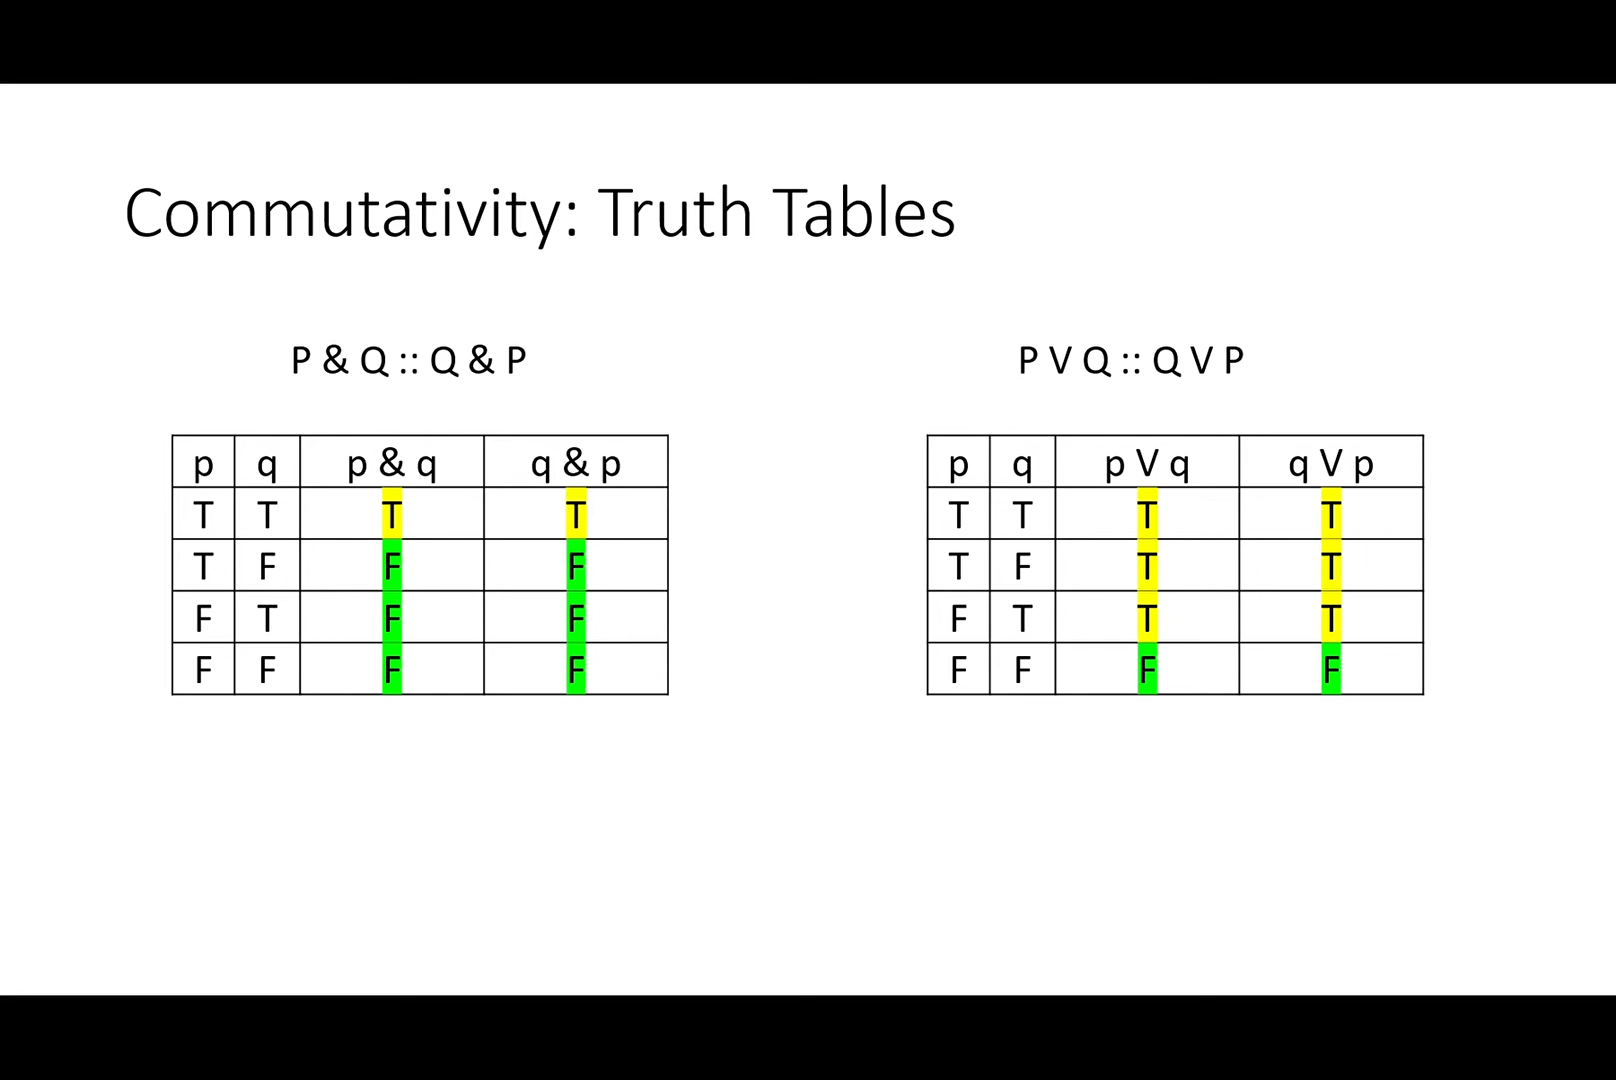 Commutativity: Truth Tables
P & Q :: Q & P
p q p & q q & p
T T T T
T F F F
F T F F
F F F F
P V Q :: Q V P
p q p V q q V p
T T T T
T F T T
F T T T
F F F F